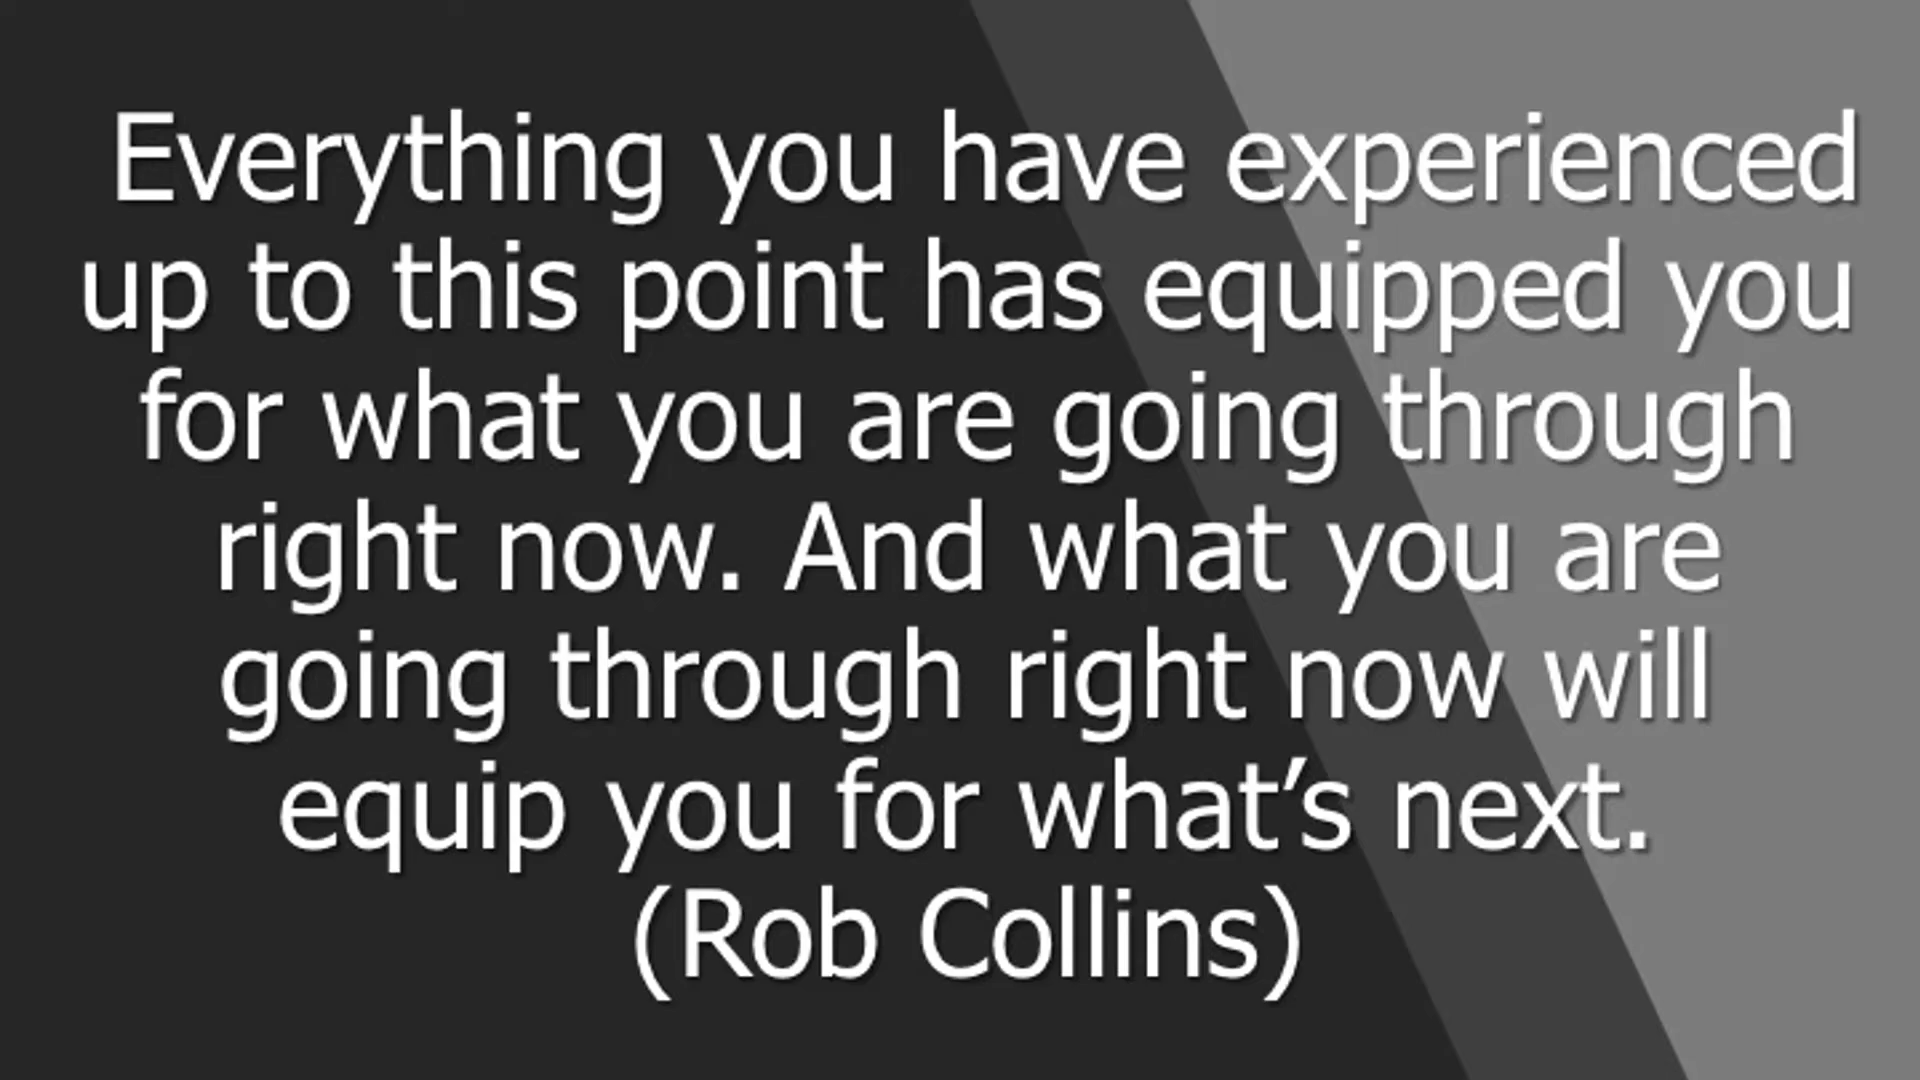 Everything you have experienced
up to this point has equipped you
for what you are going through
right now. And what you are
going through right now will
equip you for what’s next.
(Rob Collins)